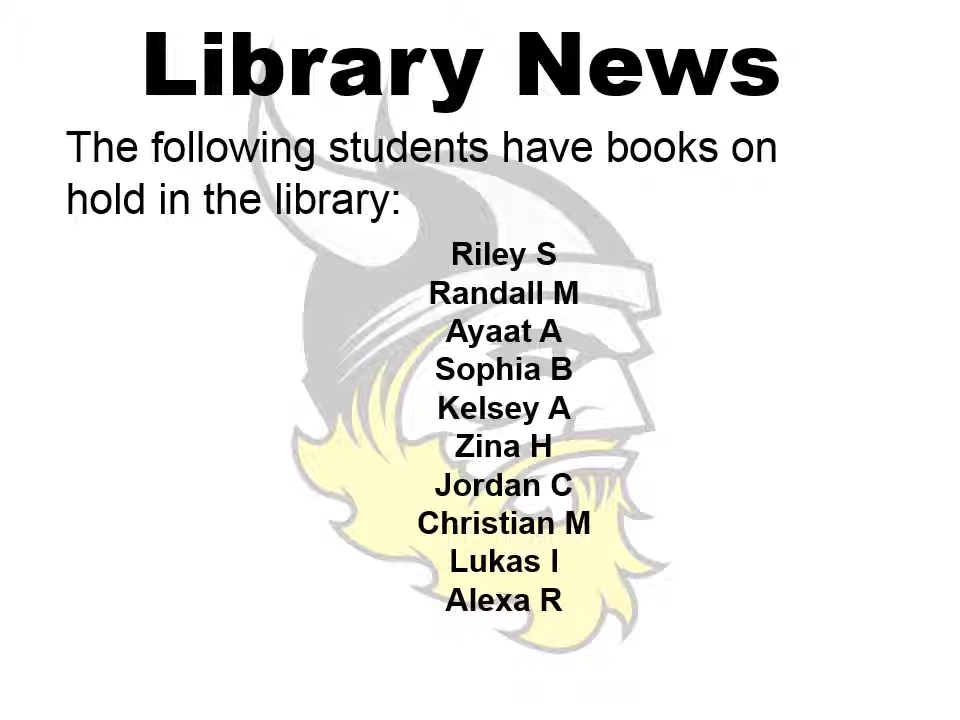 Library News
The following students have books on
hold in the library:
Riley S
Randall M
Ayaat A
Sophia B
Kelsey A
Zina H
Jordan C
Christian M
Lukas I
Alexa R